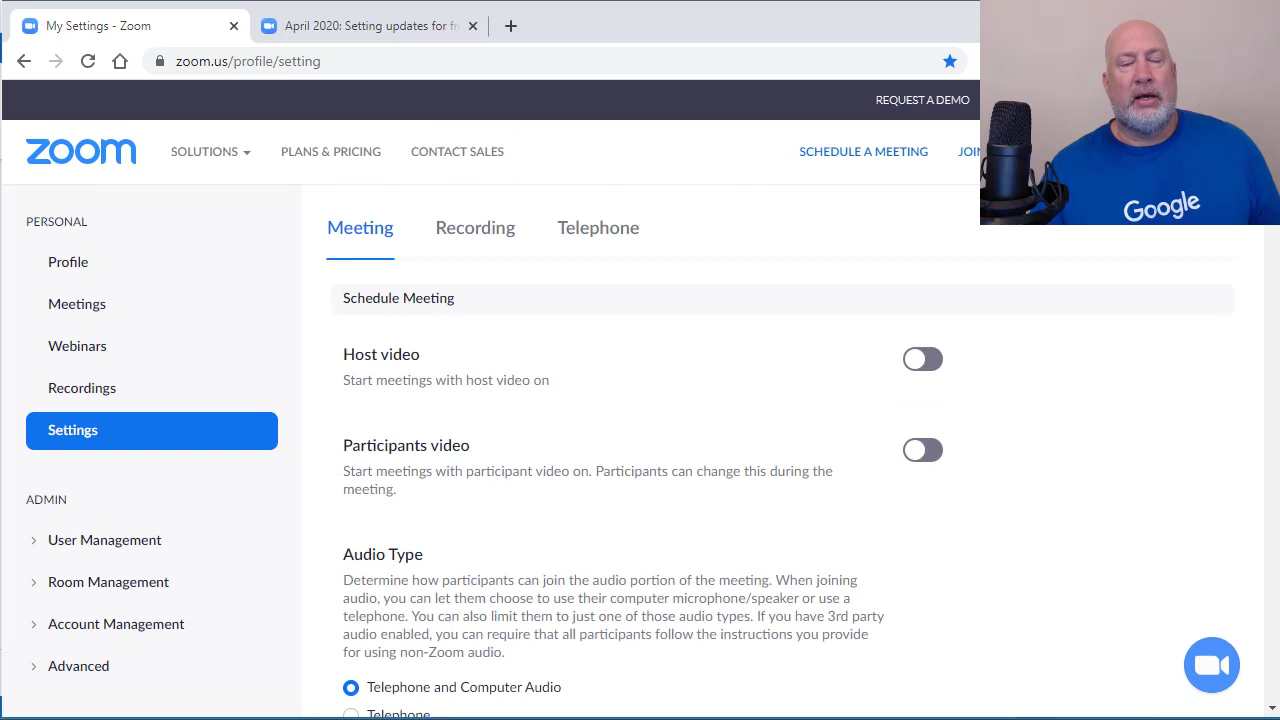 My Settings - Zoom
April 2020: Setting updates for fr
zoom.us/profile/setting
REQUEST A DEMO
zoom
SOLUTIONS
PLANS & PRICING
CONTACT SALES
SCHEDULE A MEETING
JOIN
Google
PERSONAL
Profile
Meetings
Webinars
Recordings
Settings
ADMIN
User Management
Room Management
Account Management
Advanced
Meeting
Recording
Telephone
Schedule Meeting
Host video
Start meetings with host video on
Participants video
Start meetings with participant video on. Participants can change this during the
meeting.
Audio Type
Determine how participants can join the audio portion of the meeting. When joining
audio, you can let them choose to use their computer microphone/speaker or use a
telephone. You can also limit them to just one of those audio types. If you have 3rd party
audio enabled, you can require that all participants follow the instructions you provide
for using non-Zoom audio.
Telephone and Computer Audio
Telephone